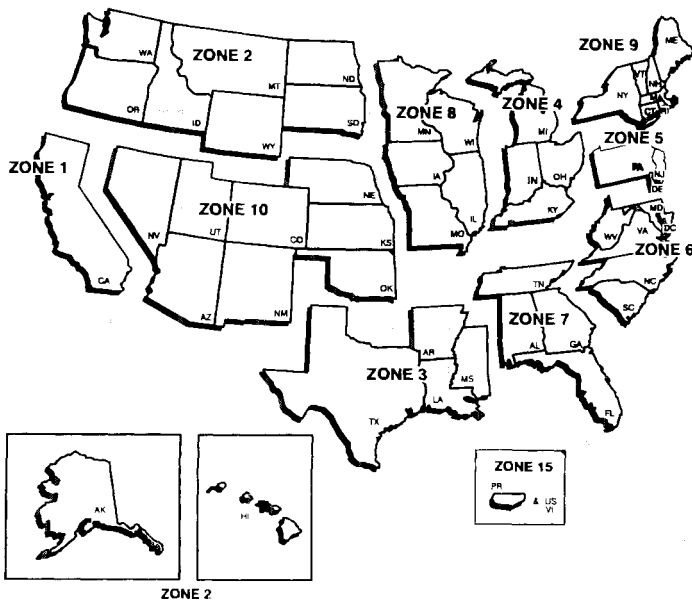 ZONE 9
ME
WA
ZONE 2
VT
NH
MT
ND
NY
MA
CT
RI
OR
ID
SD
ZONE 8
ZONE 4
MN
MI
WY
WI
ZONE 5
PA
NJ
ZONE 1
IA
IN
OH
DE
NE
MD
DC
ZONE 10
KY
WV
VA
NV
UT
CO
KS
MO
IL
ZONE 6
CA
TN
NC
AZ
NM
OK
SC
ZONE 7
AR
AL
GA
ZONE 3
MS
LA
FL
TX
ZONE 15
PR
& US
VI
AK
HI
ZONE 2